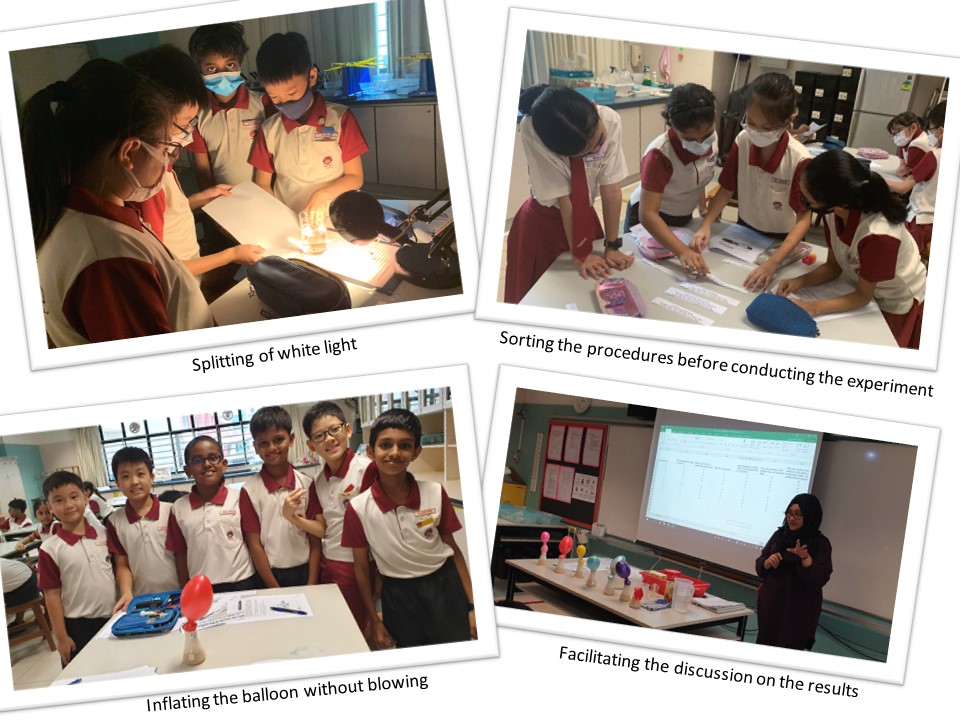 Splitting of white light
Sorting the procedures before conducting the experiment
Inflating the balloon without blowing
Facilitating the discussion on the results